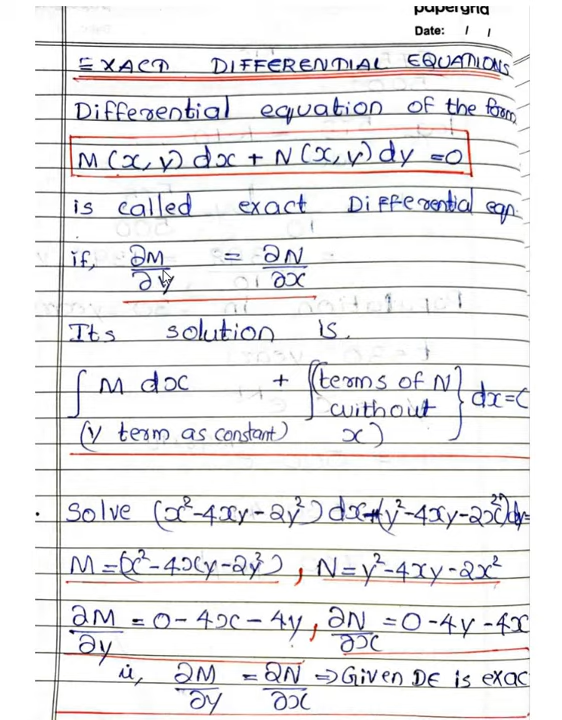 papergrid
Date: / /
EXACT DIFFERENTIAL EQUATIONS
Differential equation of the form
M(x,y) dx + N(x,y) dy = 0
is called exact Differential eqn.
if, ∂M/∂y = ∂N/∂x
Its solution is.
∫ M dx + ∫ {(terms of N without x)} dx = C
(y term as constant)
Solve (x²-4xy-2y²) dx + (y²-4xy-2x²) dy =
M = (x²-4xy-2y²), N = y²-4xy-2x²
∂M/∂y = 0-4x-4y, ∂N/∂x = 0-4y-4x
ii, ∂M/∂y = ∂N/∂x ⇒ Given DE is exac